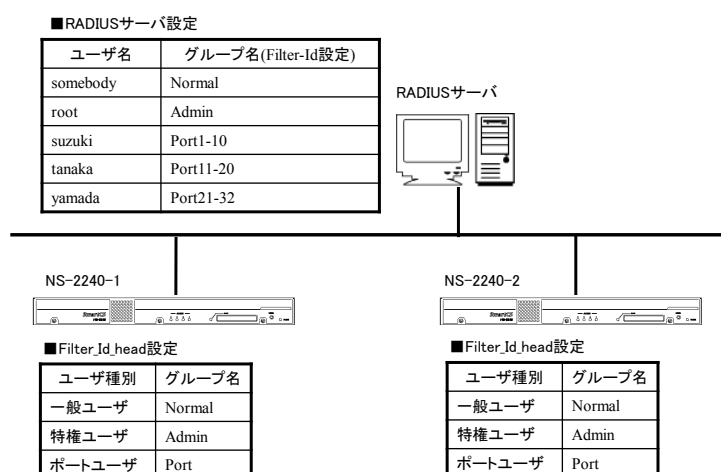 ■RADIUSサーバ設定
ユーザ名 グループ名(Filter-Id設定)
somebody Normal
root Admin
suzuki Port1-10
tanaka Port11-20
yamada Port21-32
RADIUSサーバ
NS-2240-1
NS-2240-2
SmartCS
SmartCS
■Filter_Id_head設定
ユーザ種別 グループ名
一般ユーザ Normal
特権ユーザ Admin
ポートユーザ Port
■Filter_Id_head設定
ユーザ種別 グループ名
一般ユーザ Normal
特権ユーザ Admin
ポートユーザ Port